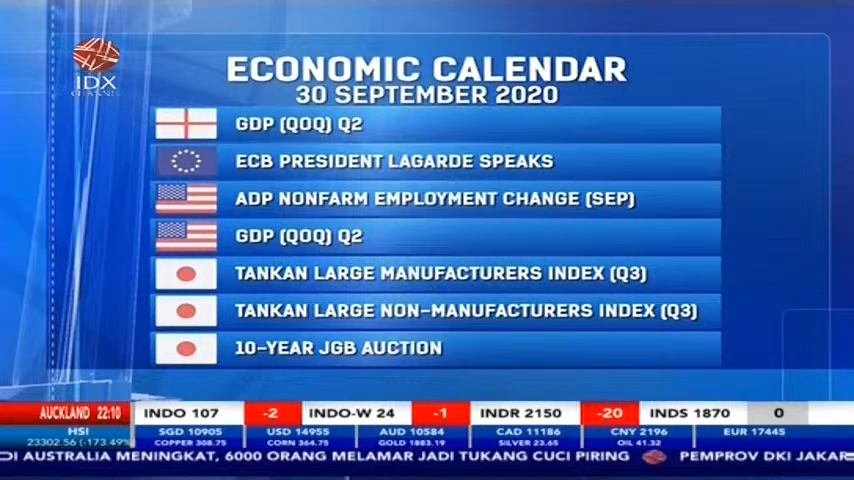 IDX
CHANNEL
ECONOMIC CALENDAR
30 SEPTEMBER 2020
GDP (QOQ) Q2
ECB PRESIDENT LAGARDE SPEAKS
ADP NONFARM EMPLOYMENT CHANGE (SEP)
GDP (QOQ) Q2
TANKAN LARGE MANUFACTURERS INDEX (Q3)
TANKAN LARGE NON-MANUFACTURERS INDEX (Q3)
10-YEAR JGB AUCTION
AUCKLAND 22:10 INDO 107 -2 INDO-W 24 -1 INDR 2150 -20 INDS 1870 0
HSI SGD 10905 USD 14955 AUD 10584 CAD 11186 CNY 2196 EUR 17445
23302.56 (-173.49%) COPPER 308.75 CORN 364.75 GOLD 1883.19 SILVER 23.65 OIL 41.32
DI AUSTRALIA MENINGKAT, 6000 ORANG MELAMAR JADI TUKANG CUCI PIRING PEMPROV DKI JAKAR